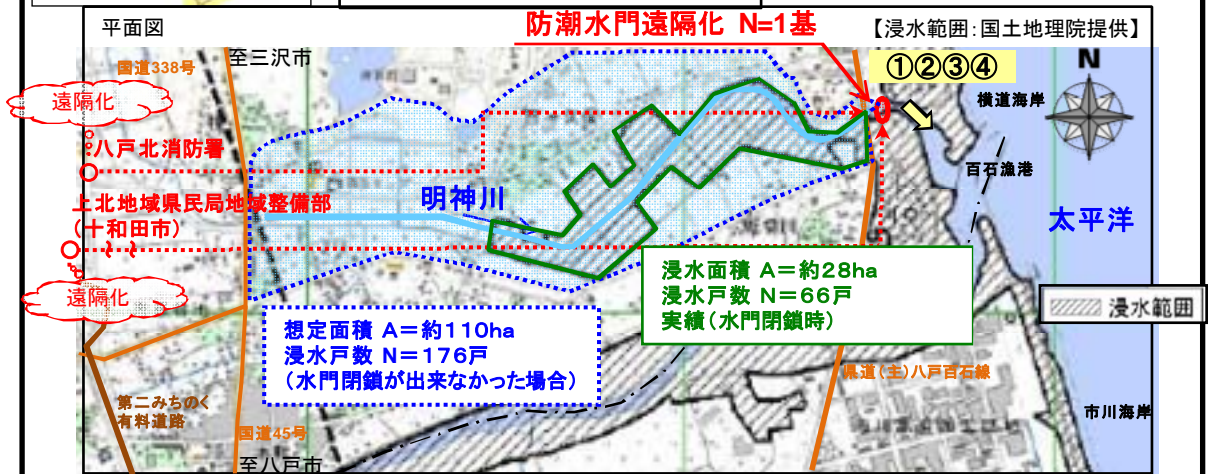 平面図
防潮水門遠隔化 N=1基
【浸水範囲：国土地理院提供】
①②③④
N
国道338号
至三沢市
遠隔化
横道海岸
八戸北消防署
百石漁港
上北地域県民局地域整備部
(十和田市)
明神川
太平洋
遠隔化
浸水面積 A＝約28ha
浸水戸数 N＝66戸
実績(水門閉鎖時)
浸水範囲
想定面積 A＝約110ha
浸水戸数 N＝176戸
(水門閉鎖が出来なかった場合)
県道(主)八戸百石線
第二みちのく
有料道路
市川海岸
国道45号
至八戸市